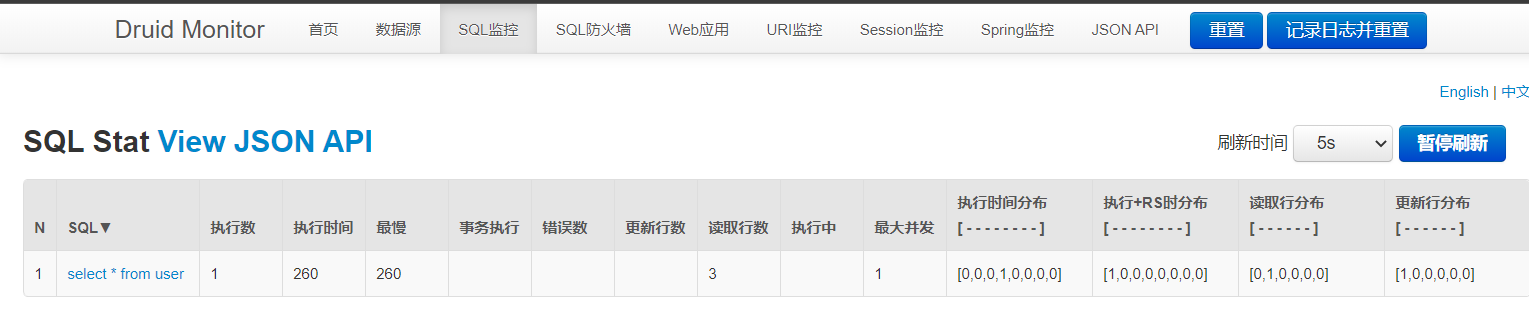 Druid Monitor 首页 数据源 SQL监控 SQL防火墙 Web应用 URI监控 Session监控 Spring监控 JSON API 重置 记录日志并重置
English | 中文
SQL Stat View JSON API 刷新时间 5s 暂停刷新
N SQL▼ 执行数 执行时间 最慢 事务执行 错误数 更新行数 读取行数 执行中 最大并发 执行时间分布 [ - - - - - - - - ] 执行+RS时分布 [ - - - - - - - - ] 读取行分布 [ - - - - - - ] 更新行分布 [ - - - - - - ]
1 select * from user 1 260 260 3 1 [0,0,0,1,0,0,0,0] [1,0,0,0,0,0,0,0] [0,1,0,0,0,0] [1,0,0,0,0,0]